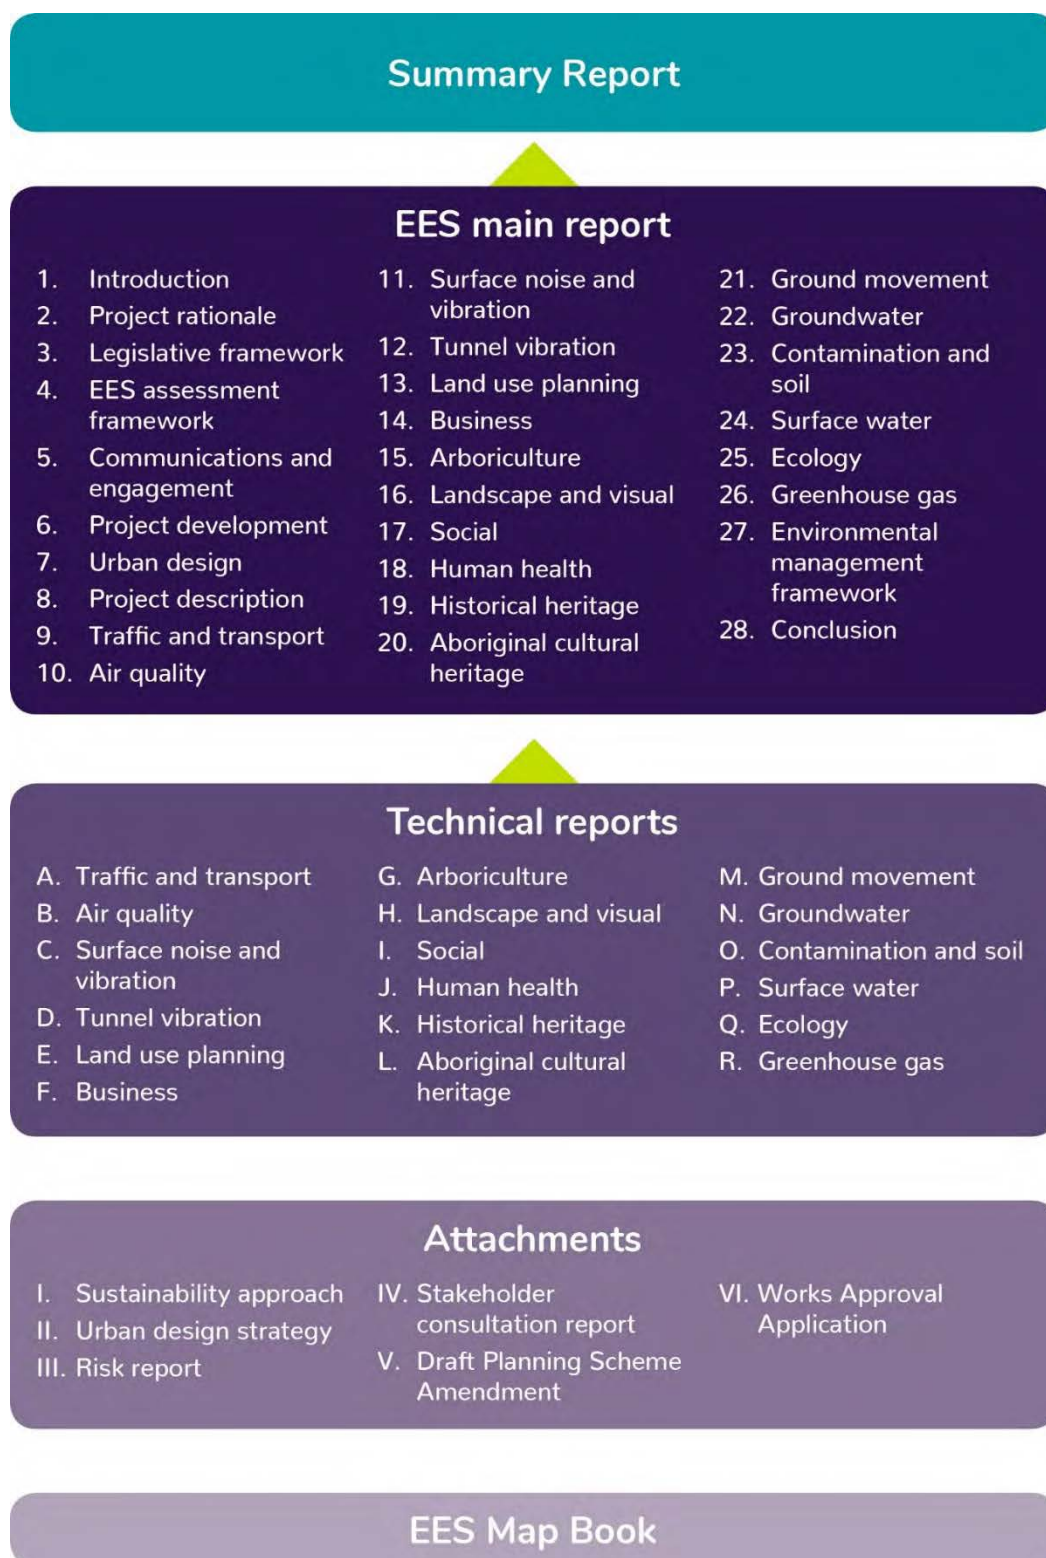 Summary Report
EES main report
1. Introduction
2. Project rationale
3. Legislative framework
4. EES assessment
framework
5. Communications and
engagement
6. Project development
7. Urban design
8. Project description
9. Traffic and transport
10. Air quality
11. Surface noise and
vibration
12. Tunnel vibration
13. Land use planning
14. Business
15. Arboriculture
16. Landscape and visual
17. Social
18. Human health
19. Historical heritage
20. Aboriginal cultural
heritage
21. Ground movement
22. Groundwater
23. Contamination and
soil
24. Surface water
25. Ecology
26. Greenhouse gas
27. Environmental
management
framework
28. Conclusion
Technical reports
A. Traffic and transport
B. Air quality
C. Surface noise and
vibration
D. Tunnel vibration
E. Land use planning
F. Business
G. Arboriculture
H. Landscape and visual
I. Social
J. Human health
K. Historical heritage
L. Aboriginal cultural
heritage
M. Ground movement
N. Groundwater
O. Contamination and soil
P. Surface water
Q. Ecology
R. Greenhouse gas
Attachments
I. Sustainability approach
II. Urban design strategy
III. Risk report
IV. Stakeholder
consultation report
V. Draft Planning Scheme
Amendment
VI. Works Approval
Application
EES Map Book